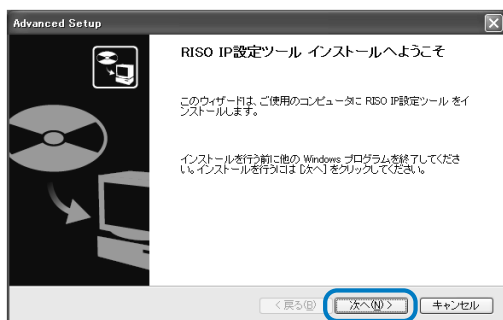 Advanced Setup
RISO IP設定ツール インストールへようこそ
このウィザードは、ご使用のコンピュータに RISO IP設定ツール をイ
ンストールします。
インストールを行う前に他の Windows プログラムを終了してくださ
い。インストールを行うには [次へ] をクリックしてください。
< 戻る(B)
次へ(N) >
キャンセル